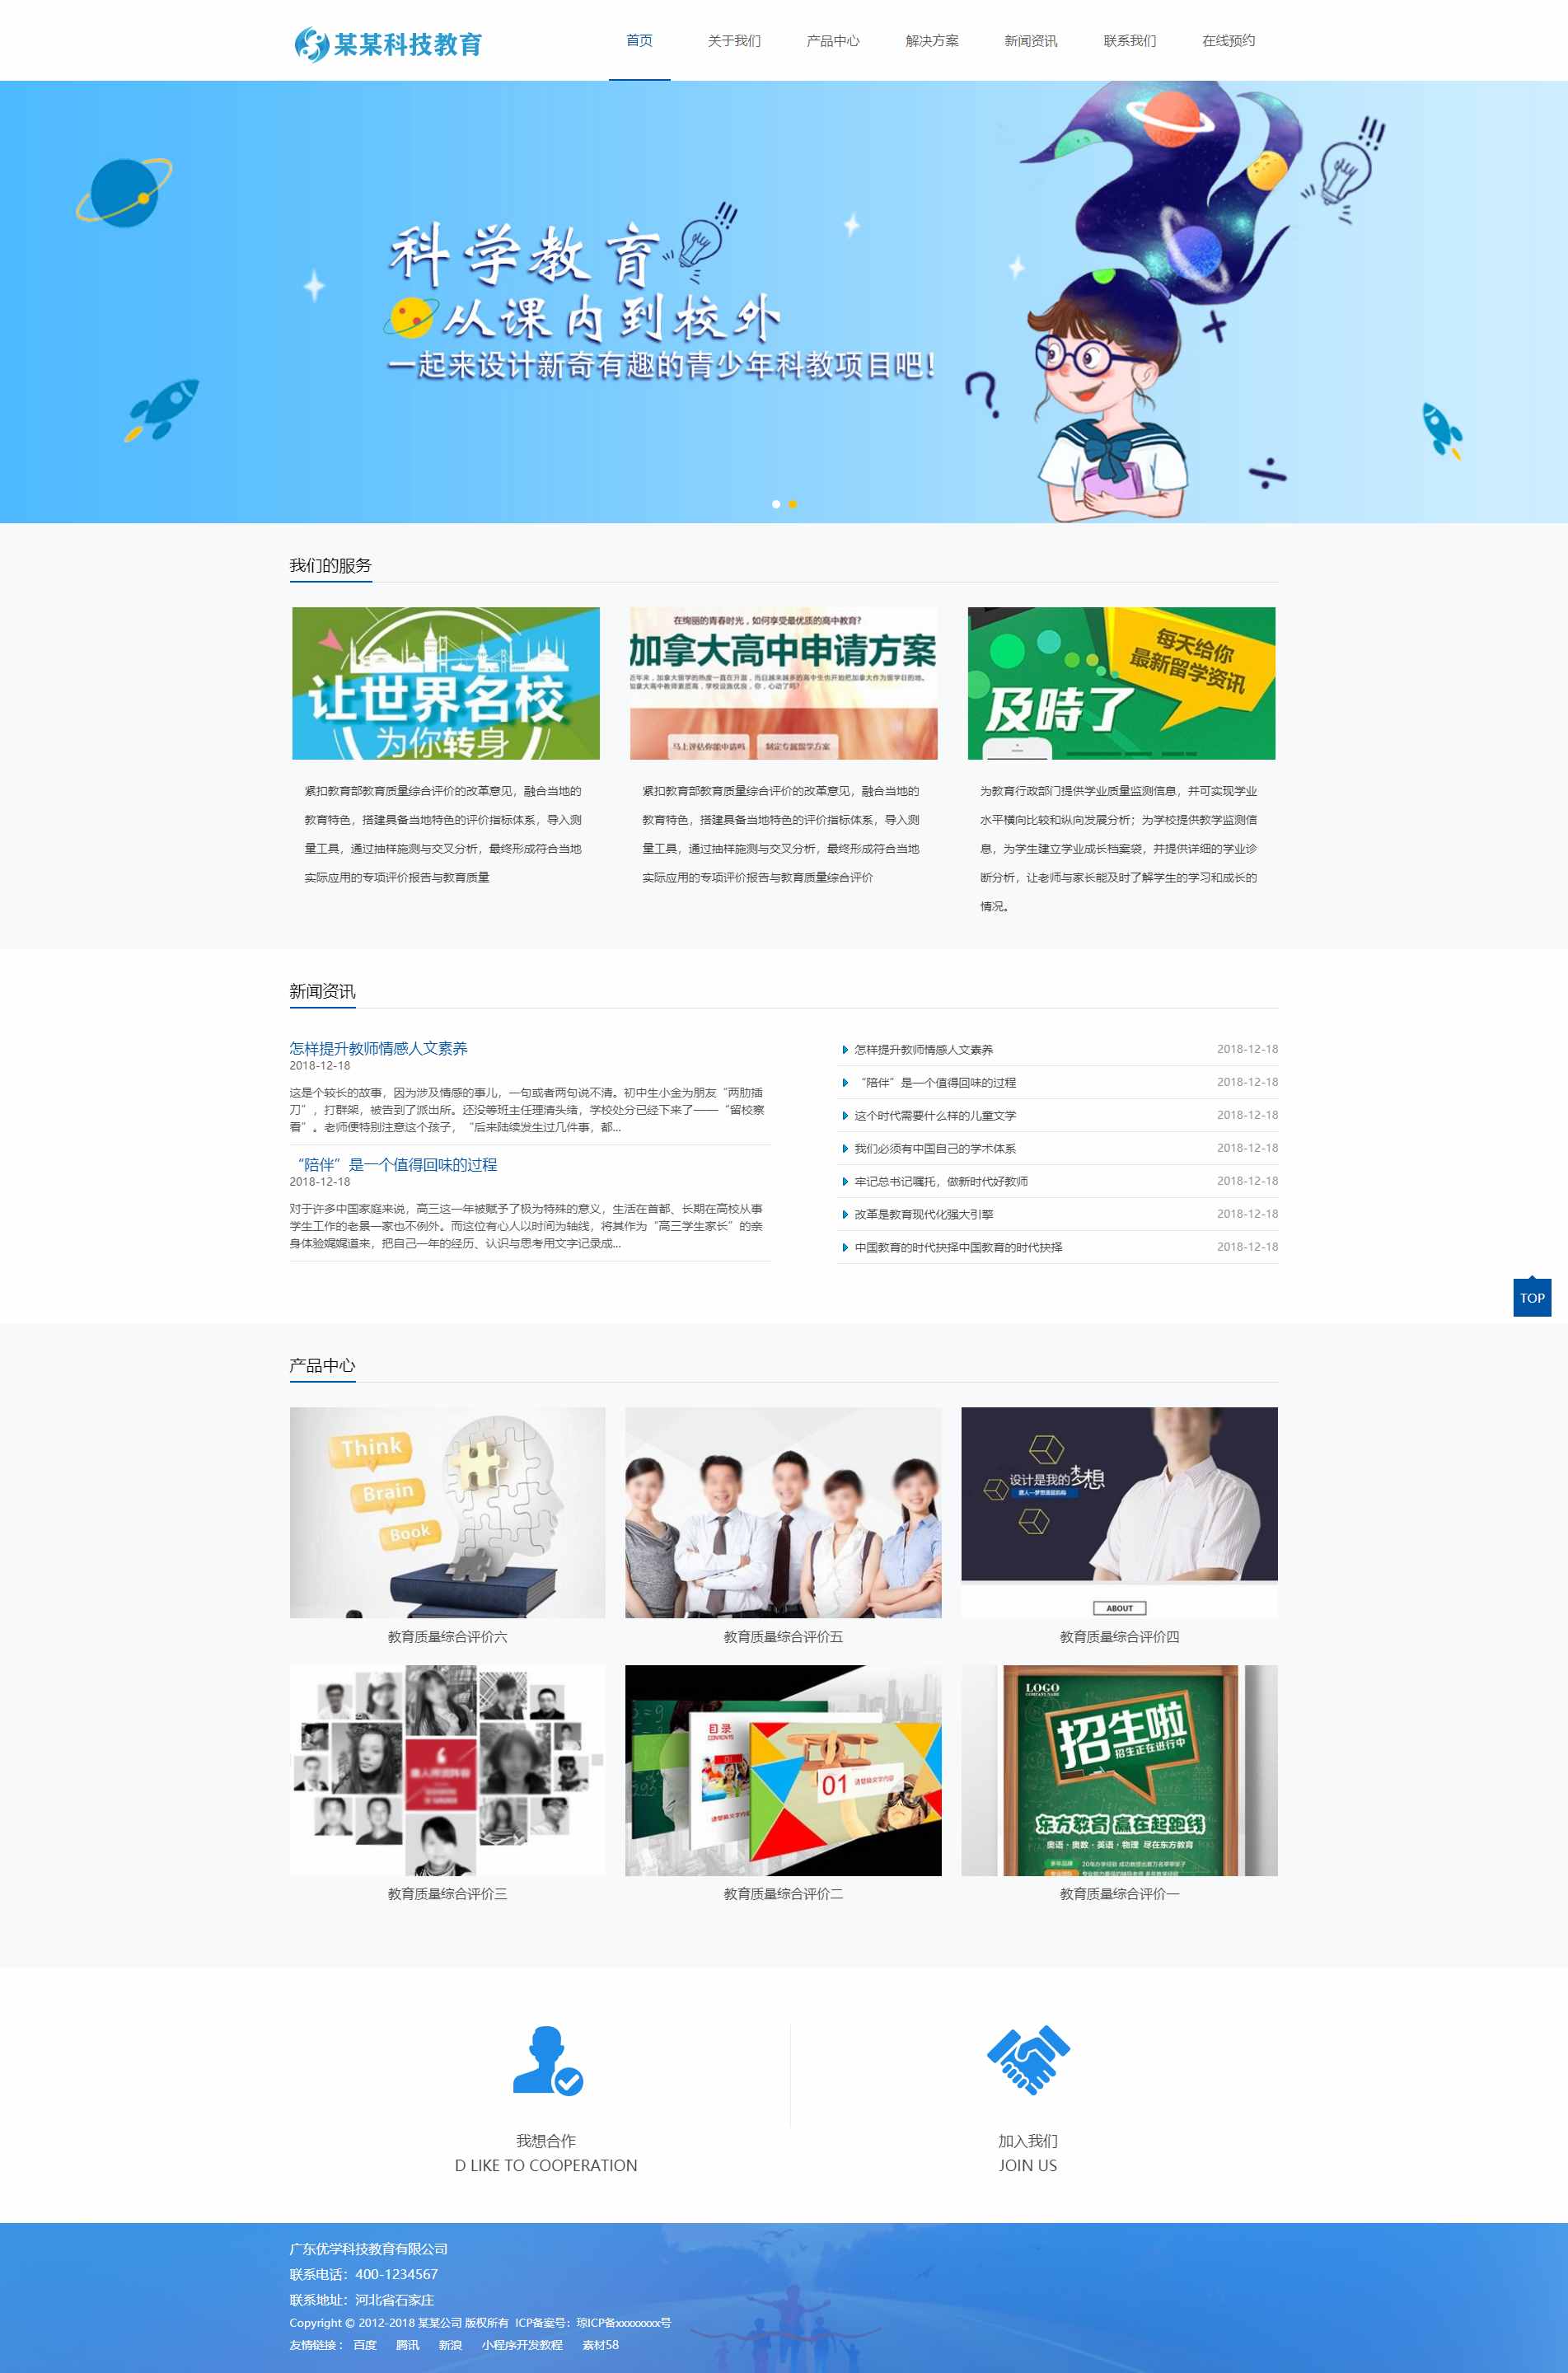 某某科技教育
首页 关于我们 产品中心 解决方案 新闻资讯 联系我们 在线预约
科学教育
从课内到校外
一起来设计新奇有趣的青少年科教项目吧！
我们的服务
让世界名校
为你转身
在绚丽的青春时光，如何享受最优质的高中教育？
加拿大高中申请方案
马上评估你能申请吗 制定专属留学方案
每天给你
最新留学资讯
及時了
紧扣教育部教育质量综合评价的改革意见，融合当地的
教育特色，搭建具备当地特色的评价指标体系，导入测
量工具，通过抽样施测与交叉分析，最终形成符合当地
实际应用的专项评价报告与教育质量
紧扣教育部教育质量综合评价的改革意见，融合当地的
教育特色，搭建具备当地特色的评价指标体系，导入测
量工具，通过抽样施测与交叉分析，最终形成符合当地
实际应用的专项评价报告与教育质量综合评价
为教育行政部门提供学业质量监测信息，并可实现学业
水平横向比较和纵向发展分析；为学校提供教学监测信
息，为学生建立学业成长档案袋，并提供详细的学业诊
断分析，让老师与家长能及时了解学生的学习和成长的
情况。
新闻资讯
怎样提升教师情感人文素养
2018-12-18
这是个较长的故事，因为涉及情感的事儿，一句或者两句说不清。初中生小金为朋友“两肋插
刀”，打群架，被告到了派出所。还没等班主任理清头绪，学校处分已经下来了——“留校察
看”。老师便特别注意这个孩子，“后来陆续发生过几件事，都...
“陪伴”是一个值得回味的过程
2018-12-18
对于许多中国家庭来说，高三这一年被赋予了极为特殊的意义，生活在首都、长期在高校从事
学生工作的老景一家也不例外。而这位有心人以时间为轴线，将其作为“高三学生家长”的亲
身体验娓娓道来，把自己一年的经历、认识与思考用文字记录成...
怎样提升教师情感人文素养 2018-12-18
“陪伴”是一个值得回味的过程 2018-12-18
这个时代需要什么样的儿童文学 2018-12-18
我们必须有中国自己的学术体系 2018-12-18
牢记总书记嘱托，做新时代好教师 2018-12-18
改革是教育现代化强大引擎 2018-12-18
中国教育的时代抉择中国教育的时代抉择 2018-12-18
TOP
产品中心
Think
Brain
Book
设计是我的梦想
ABOUT
教育质量综合评价六
教育质量综合评价五
教育质量综合评价四
目录
CONTENTS
01
LOGO
招生啦
招生正在进行中
东方教育 赢在起跑线
奥语·奥数·英语·物理 尽在东方教育
教育质量综合评价三
教育质量综合评价二
教育质量综合评价一
我想合作
D LIKE TO COOPERATION
加入我们
JOIN US
广东优学科技教育有限公司
联系电话：400-1234567
联系地址：河北省石家庄
Copyright © 2012-2018 某某公司 版权所有 ICP备案号：琼ICP备xxxxxxxx号
友情链接： 百度 腾讯 新浪 小程序开发教程 素材58